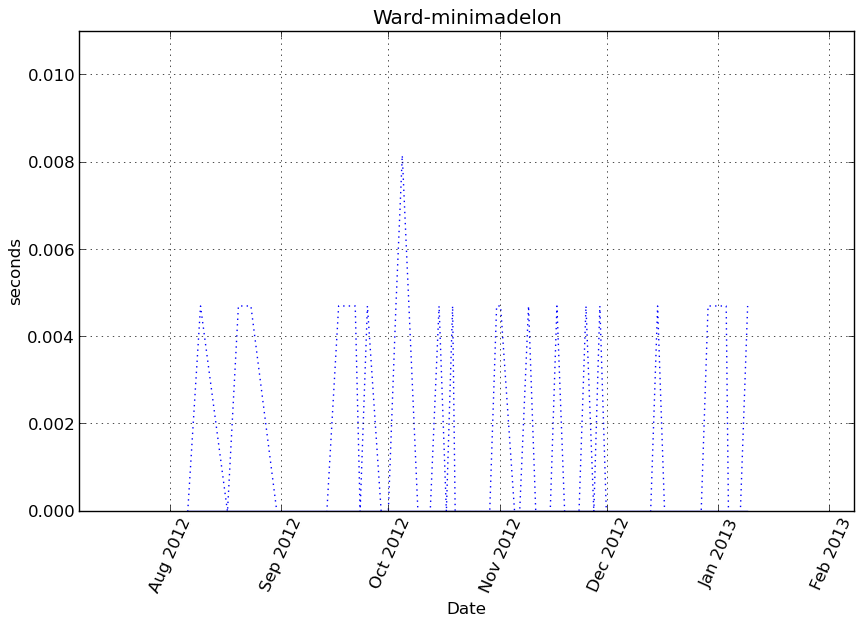 Ward-minimadelon
0.010
0.008
0.006
0.004
0.002
0.000
seconds
Aug 2012
Sep 2012
Oct 2012
Nov 2012
Dec 2012
Jan 2013
Feb 2013
Date